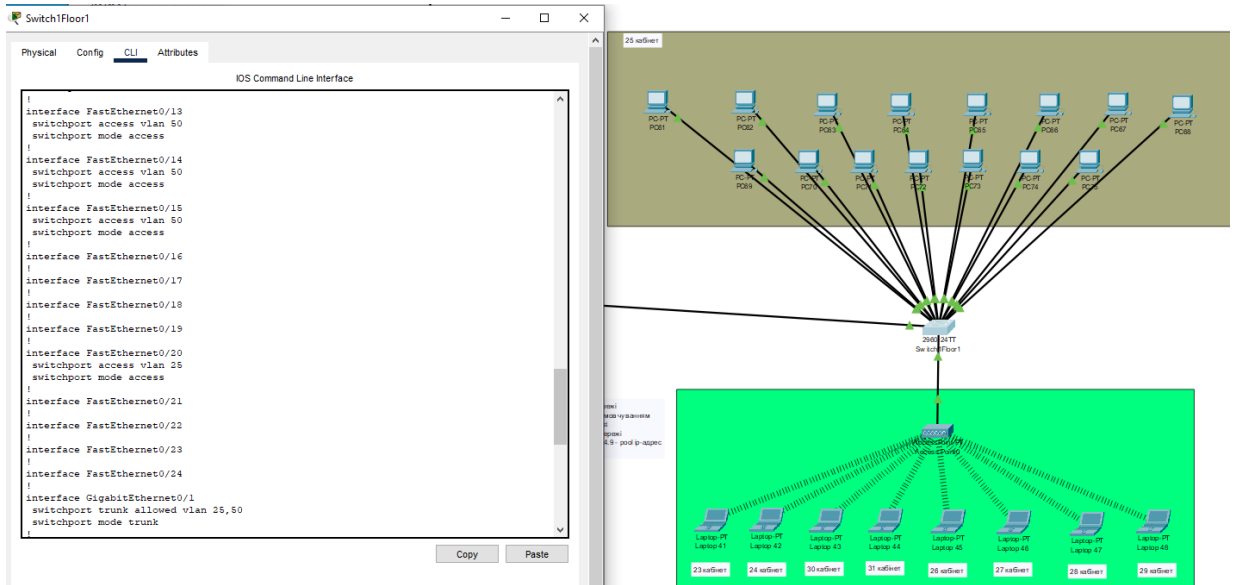 Switch1Floor1
Physical Config CLI Attributes
IOS Command Line Interface
!
interface FastEthernet0/13
switchport access vlan 50
switchport mode access
!
interface FastEthernet0/14
switchport access vlan 50
switchport mode access
!
interface FastEthernet0/15
switchport access vlan 50
switchport mode access
!
interface FastEthernet0/16
!
interface FastEthernet0/17
!
interface FastEthernet0/18
!
interface FastEthernet0/19
!
interface FastEthernet0/20
switchport access vlan 25
switchport mode access
!
interface FastEthernet0/21
!
interface FastEthernet0/22
!
interface FastEthernet0/23
!
interface FastEthernet0/24
!
interface GigabitEthernet0/1
switchport trunk allowed vlan 25,50
switchport mode trunk
!
Copy Paste
25 кабінет
PC-PT PC-PT PC-PT PC-PT PC-PT PC-PT PC-PT PC-PT
PC61 PC62 PC63 PC64 PC65 PC66 PC67 PC68
PC-PT PC-PT PC-PT PC-PT PC-PT PC-PT PC-PT
PC69 PC70 PC72 PC73 PC74
2960-24TT
Switch1Floor1
4.9 - pool ip-адрес
Laptop-PT Laptop-PT Laptop-PT Laptop-PT Laptop-PT Laptop-PT Laptop-PT Laptop-PT
Laptop 41 Laptop 42 Laptop 43 Laptop 44 Laptop 45 Laptop 46 Laptop 47 Laptop 48
23 кабінет 24 кабінет 30 кабінет 31 кабінет 26 кабінет 27 кабінет 28 кабінет 29 кабінет